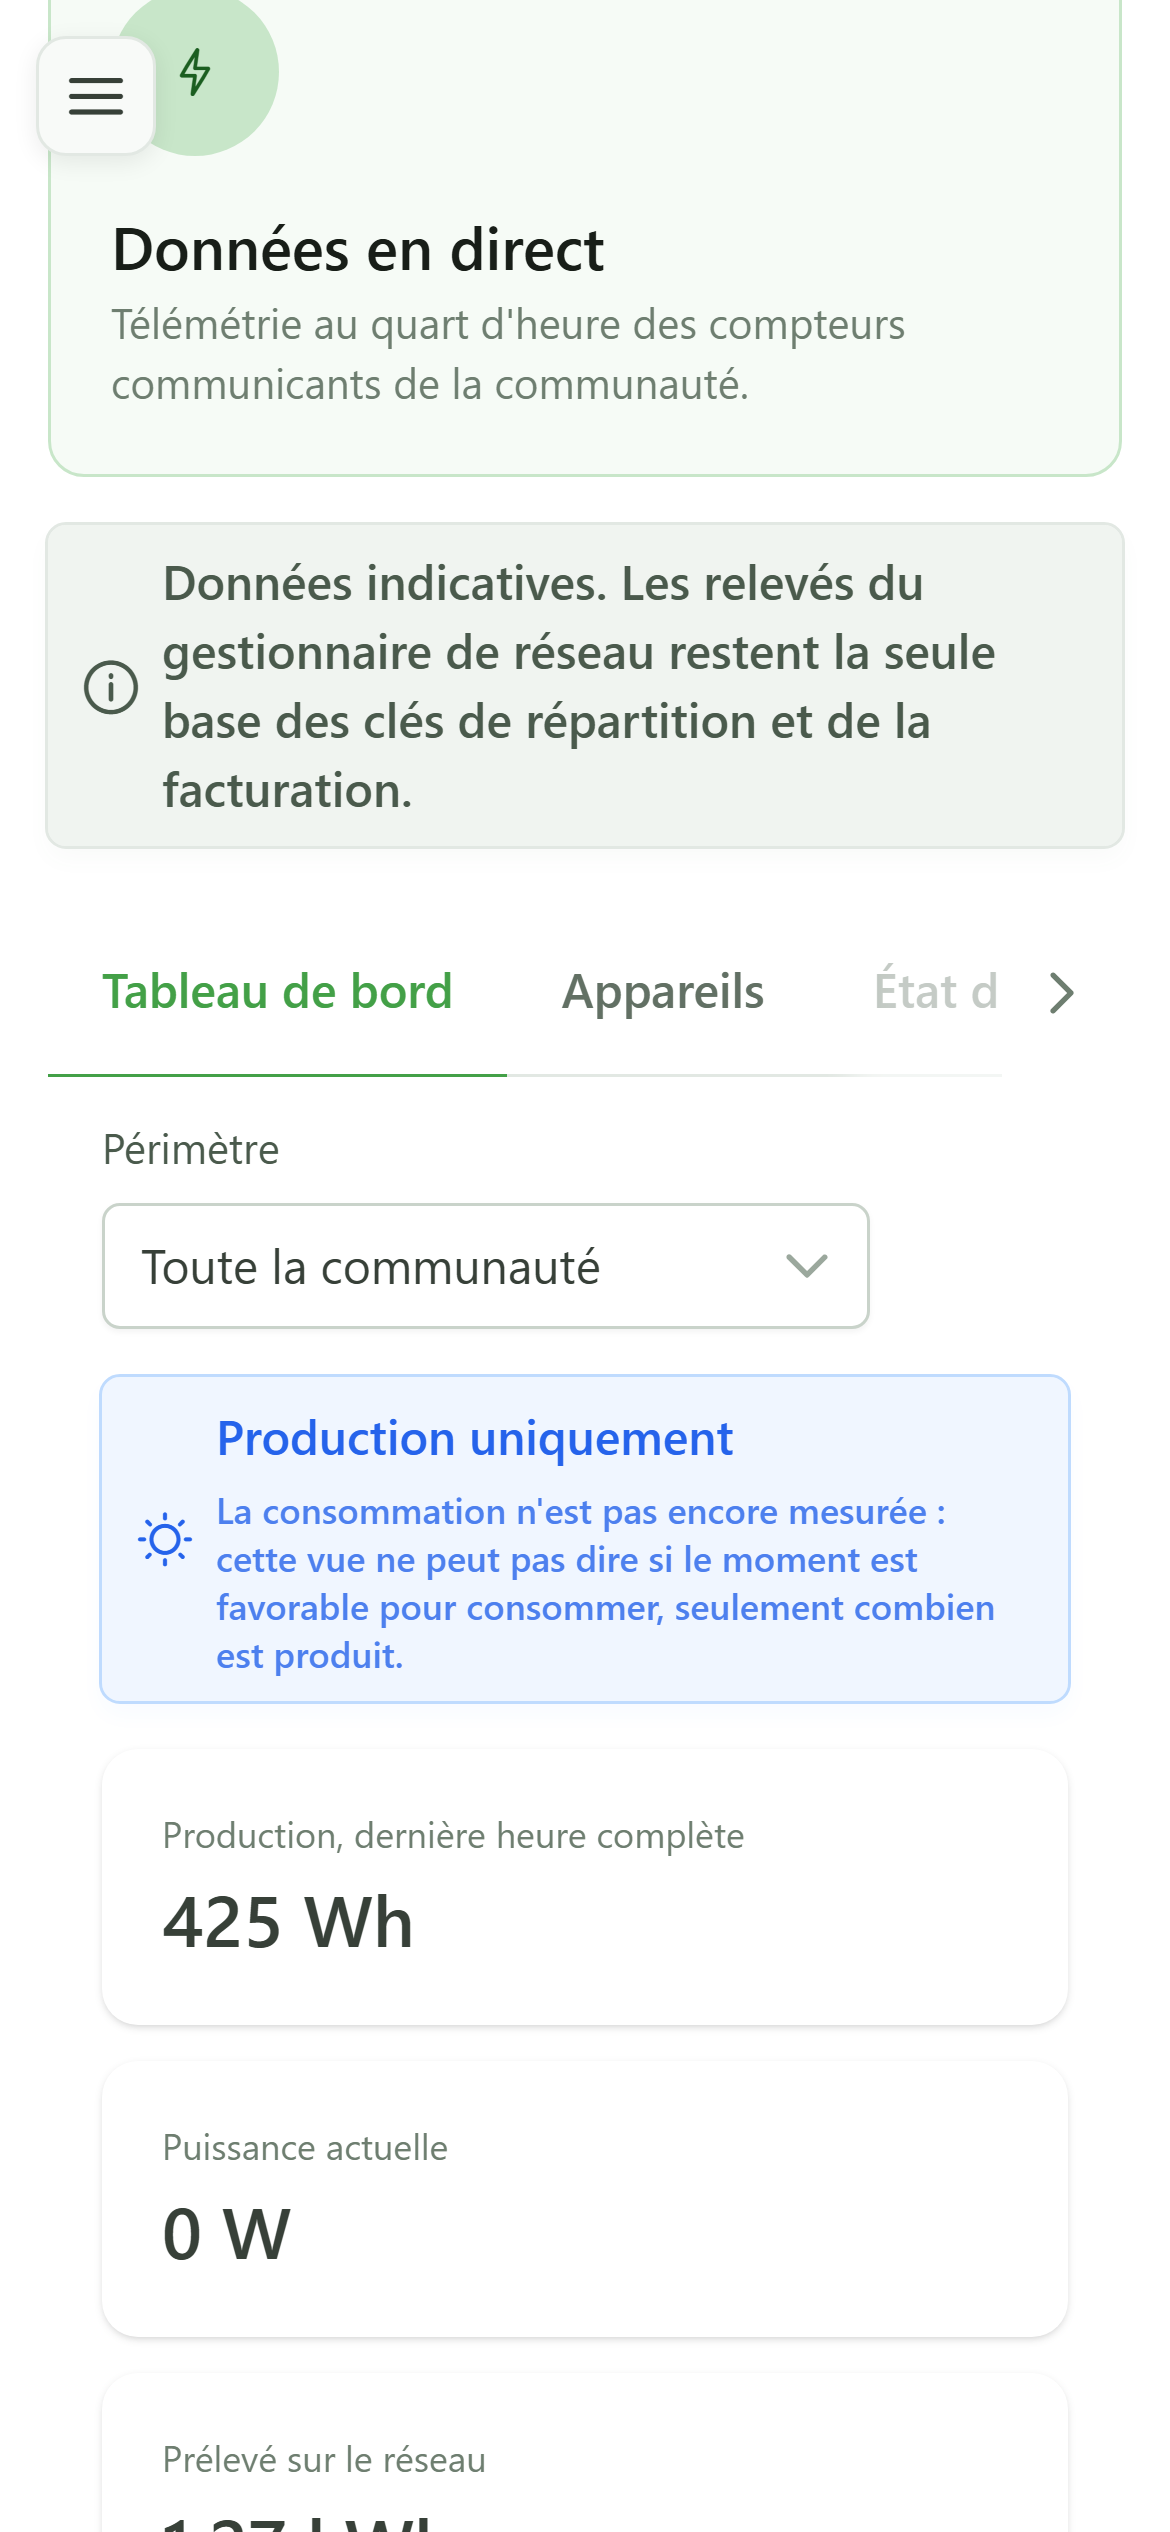 Données en direct
Télémétrie au quart d'heure des compteurs
communicants de la communauté.
Données indicatives. Les relevés du
gestionnaire de réseau restent la seule
base des clés de répartition et de la
facturation.
Tableau de bord Appareils État d
Périmètre
Toute la communauté
Production uniquement
La consommation n'est pas encore mesurée :
cette vue ne peut pas dire si le moment est
favorable pour consommer, seulement combien
est produit.
Production, dernière heure complète
425 Wh
Puissance actuelle
0 W
Prélevé sur le réseau